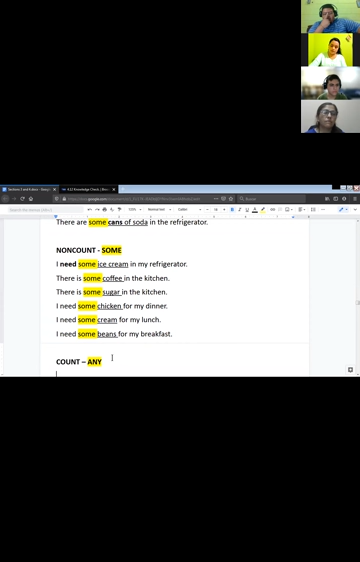 There are some cans of soda in the refrigerator.
NONCOUNT - SOME
I need some ice cream in my refrigerator.
There is some coffee in the kitchen.
There is some sugar in the kitchen.
I need some chicken for my dinner.
I need some cream for my lunch.
I need some beans for my breakfast.
COUNT – ANY